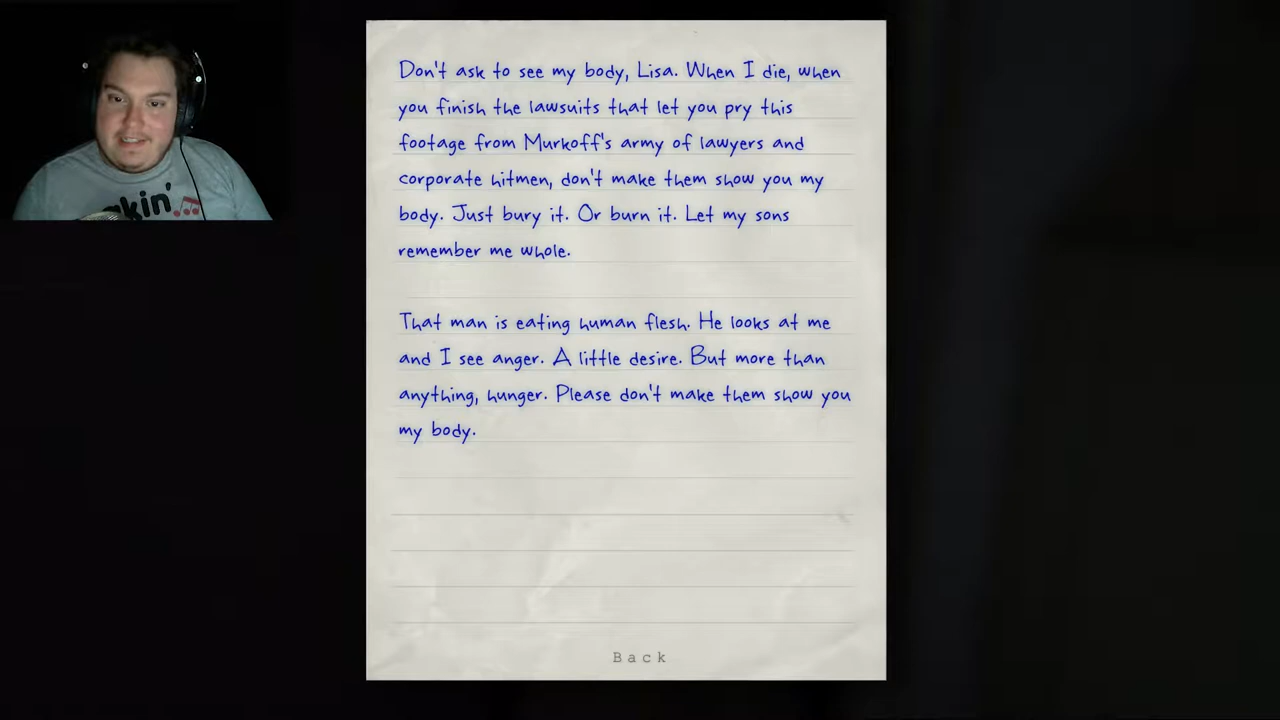 Don't ask to see my body, Lisa. When I die, when
you finish the lawsuits that let you pry this
footage from Murkoff's army of lawyers and
corporate hitmen, don't make them show you my
body. Just bury it. Or burn it. Let my sons
remember me whole.
That man is eating human flesh. He looks at me
and I see anger. A little desire. But more than
anything, hunger. Please don't make them show you
my body.
Back